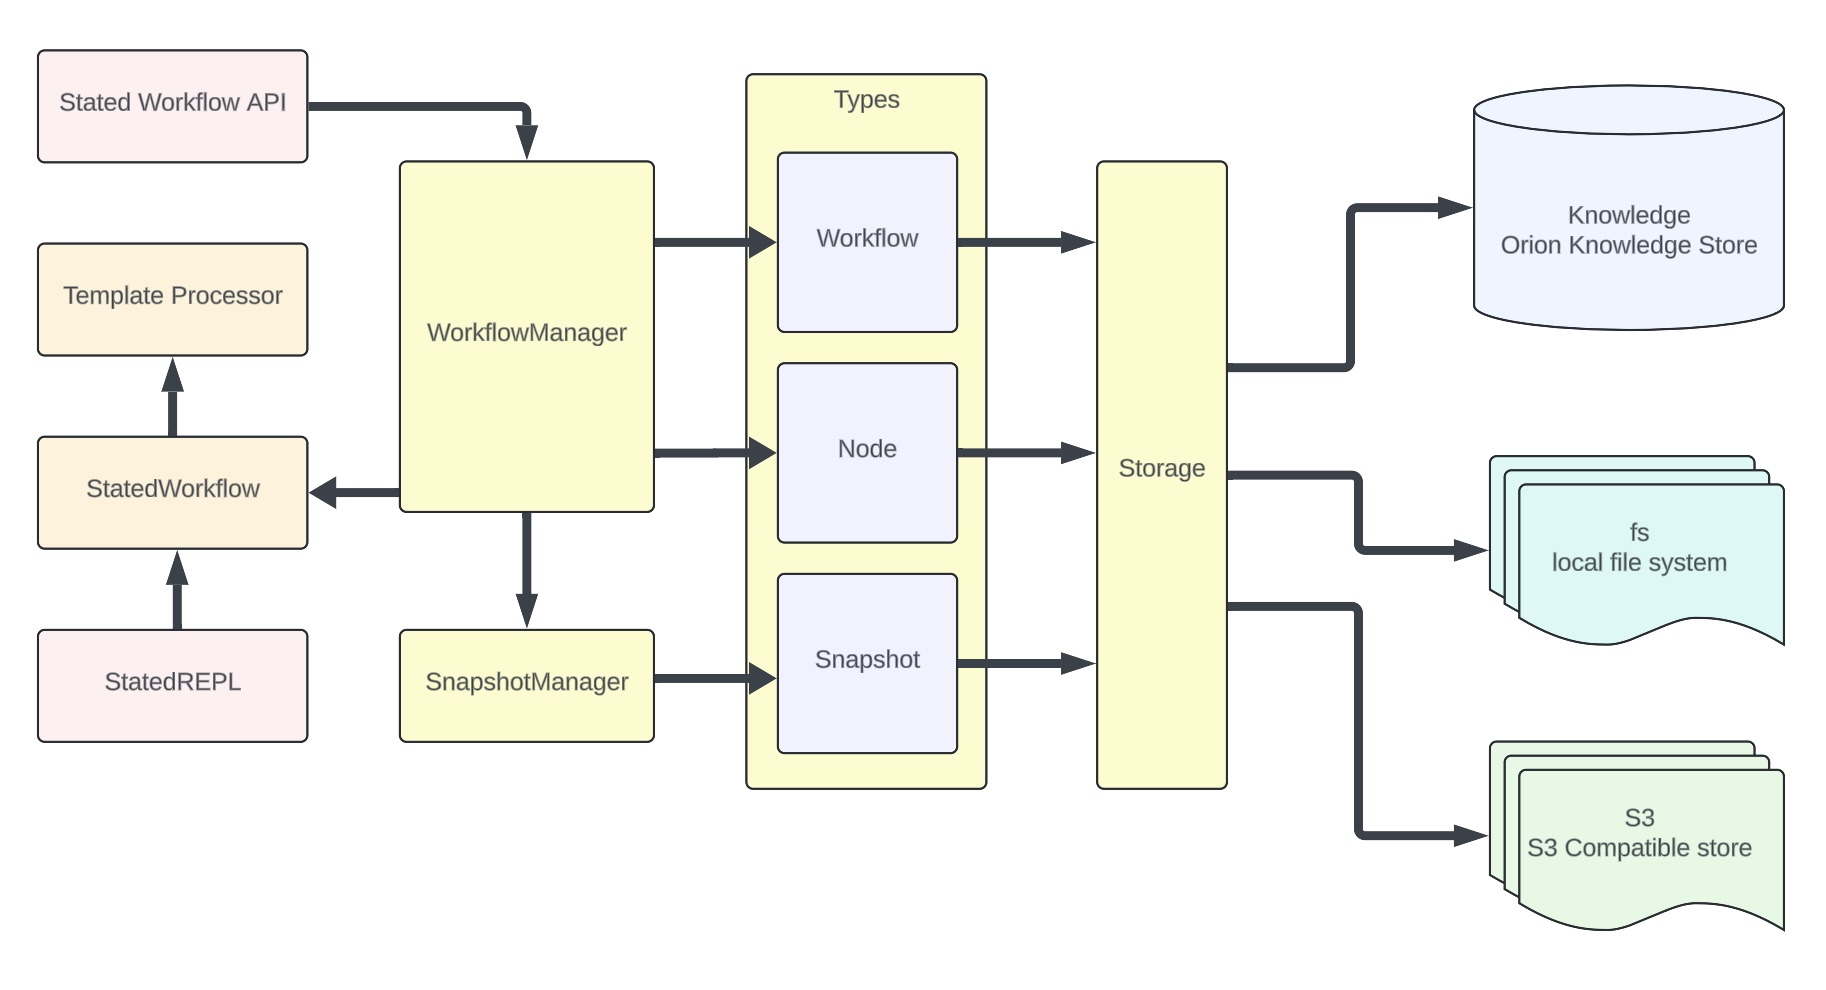 Stated Workflow API
Template Processor
StatedWorkflow
StatedREPL
WorkflowManager
SnapshotManager
Types
Workflow
Node
Snapshot
Storage
Knowledge
Orion Knowledge Store
fs
local file system
S3
S3 Compatible store